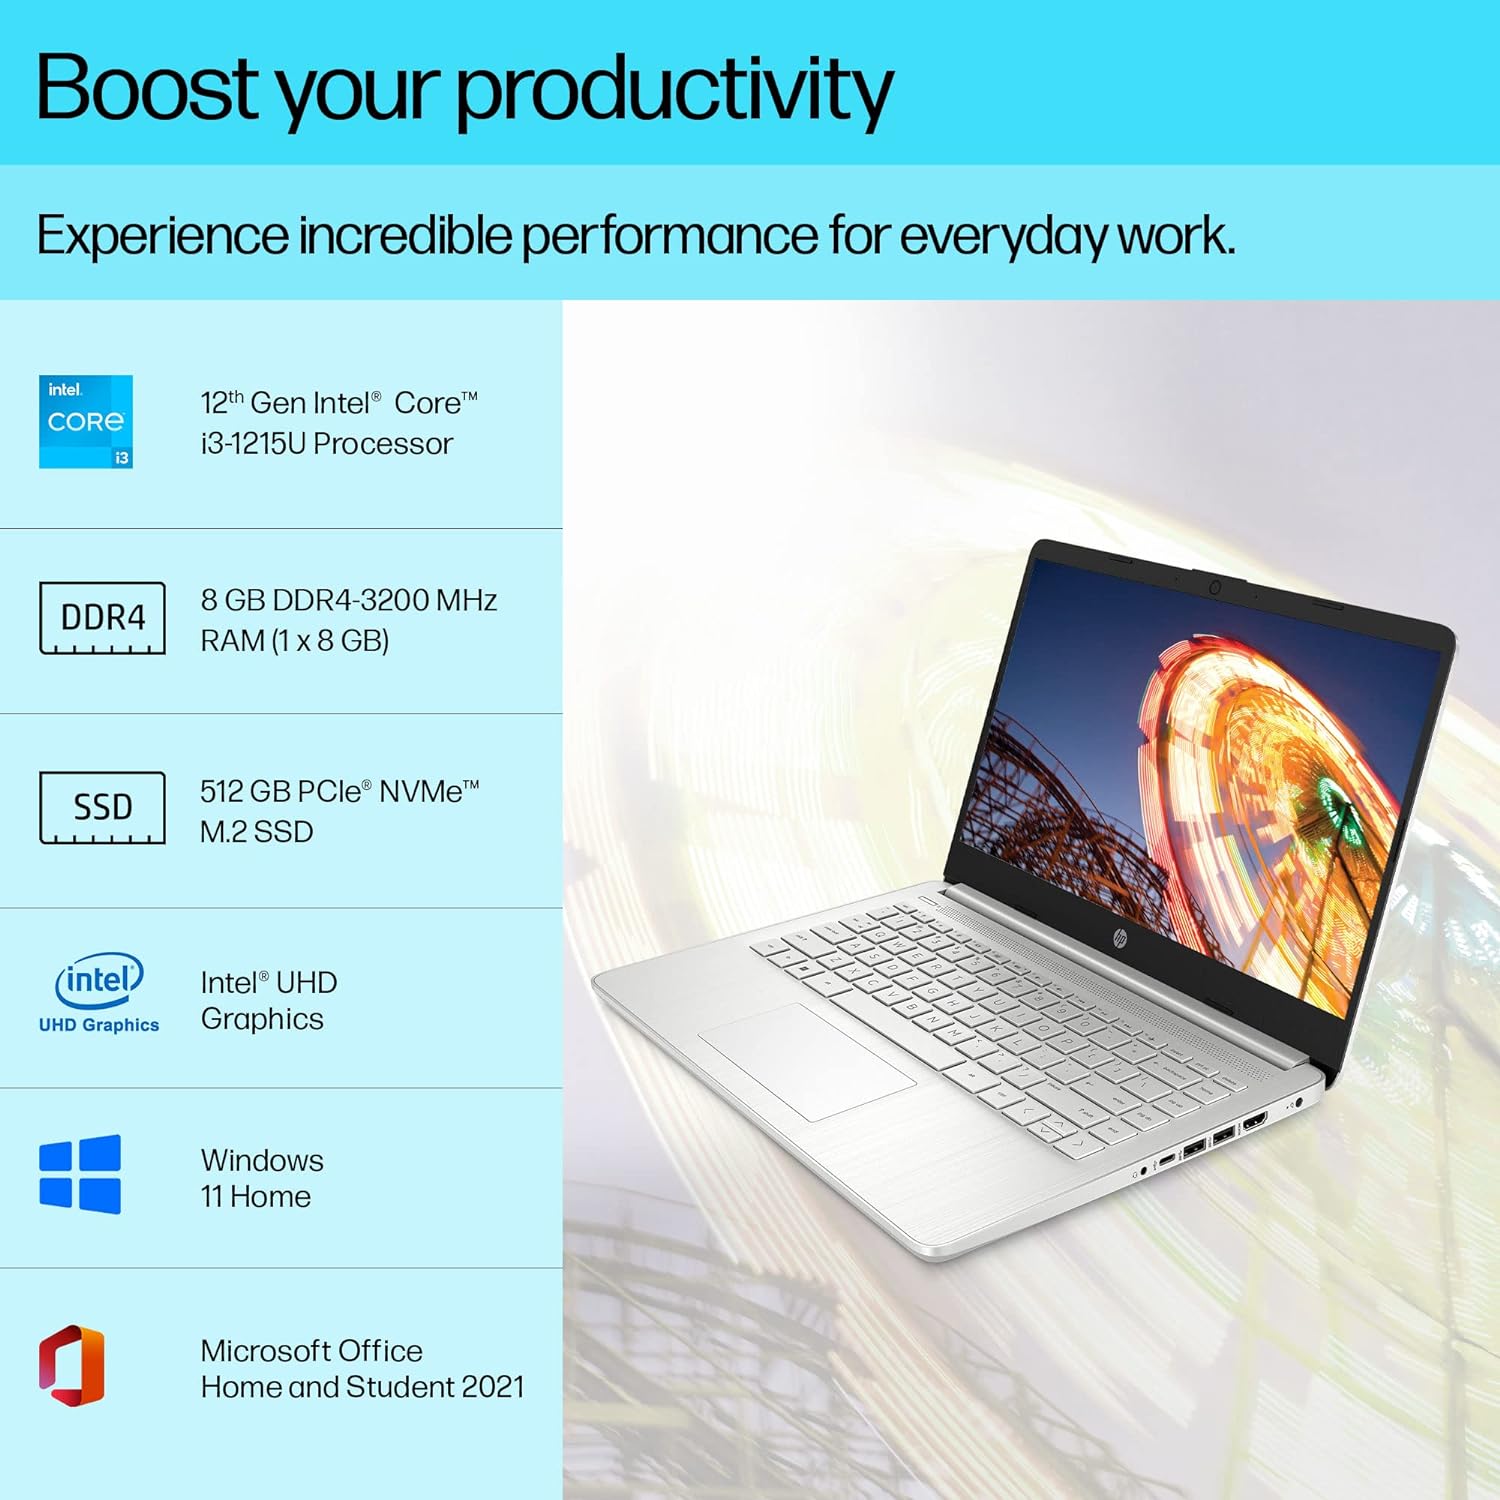 Boost your productivity
Experience incredible performance for everyday work.
intel.
CORE
i3
12th Gen Intel® Core™
i3-1215U Processor
DDR4
8 GB DDR4-3200 MHz
RAM (1 x 8 GB)
SSD
512 GB PCIe® NVMe™
M.2 SSD
intel
UHD Graphics
Intel® UHD
Graphics
Windows
11 Home
Microsoft Office
Home and Student 2021
hp